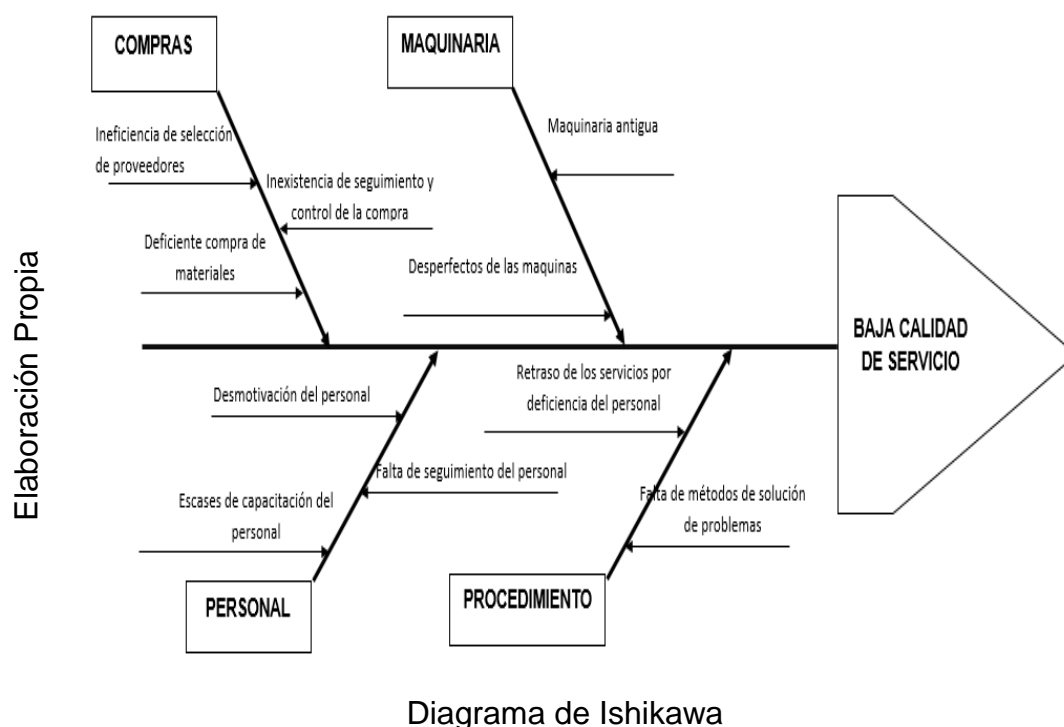 COMPRAS
MAQUINARIA
Ineficiencia de selección
de proveedores
Maquinaria antigua
Inexistencia de seguimiento y
control de la compra
Deficiente compra de
materiales
Desperfectos de las maquinas
BAJA CALIDAD
DE SERVICIO
Elaboración Propia
Desmotivación del personal
Retraso de los servicios por
deficiencia del personal
Falta de seguimiento del personal
Escases de capacitación del
personal
Falta de métodos de solución
de problemas
PERSONAL
PROCEDIMIENTO
Diagrama de Ishikawa